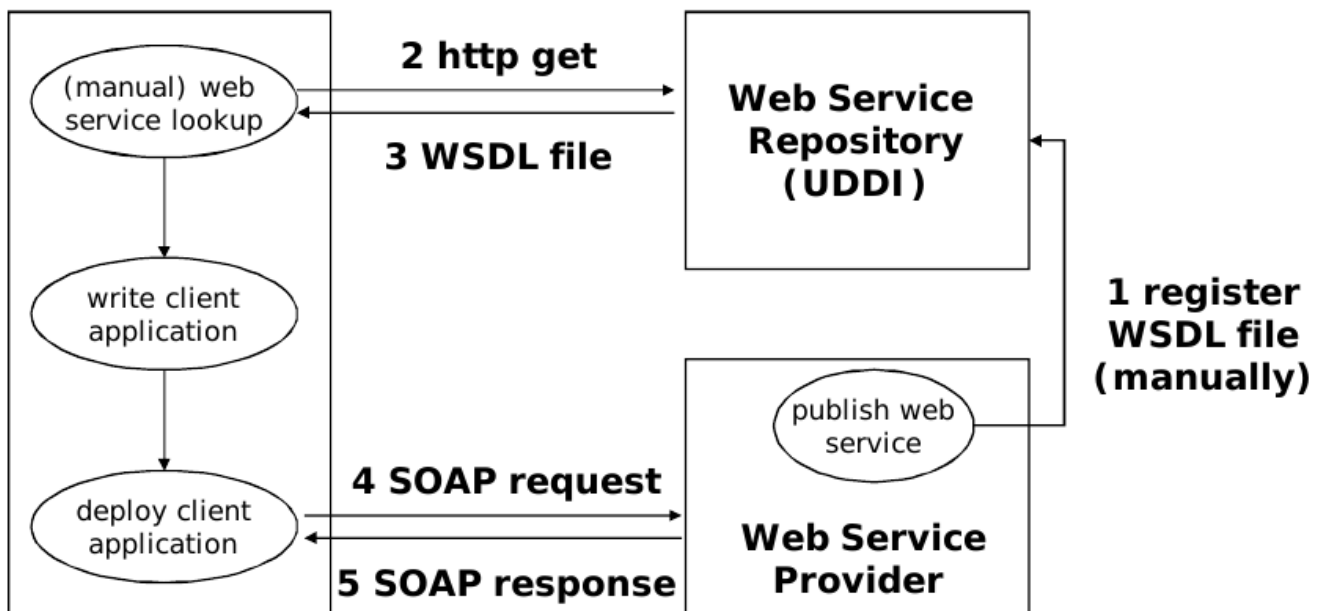 (manual) web
service lookup
2 http get
3 WSDL file
Web Service
Repository
(UDDI)
write client
application
1 register
WSDL file
(manually)
publish web
service
deploy client
application
4 SOAP request
5 SOAP response
Web Service
Provider